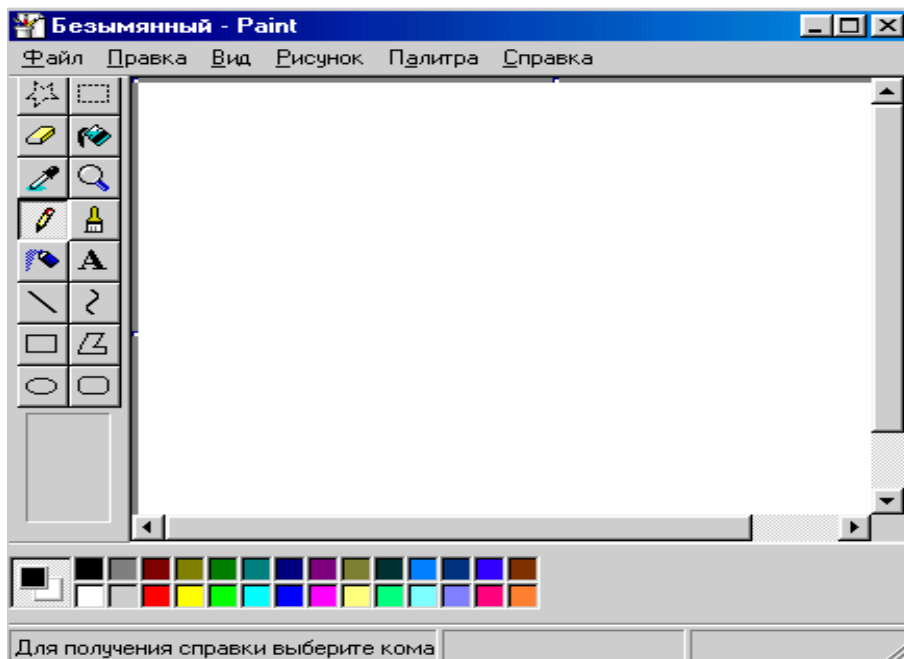 Безымянный - Paint
Файл Правка Вид Рисунок Палитра Справка
A
Для получения справки выберите кома